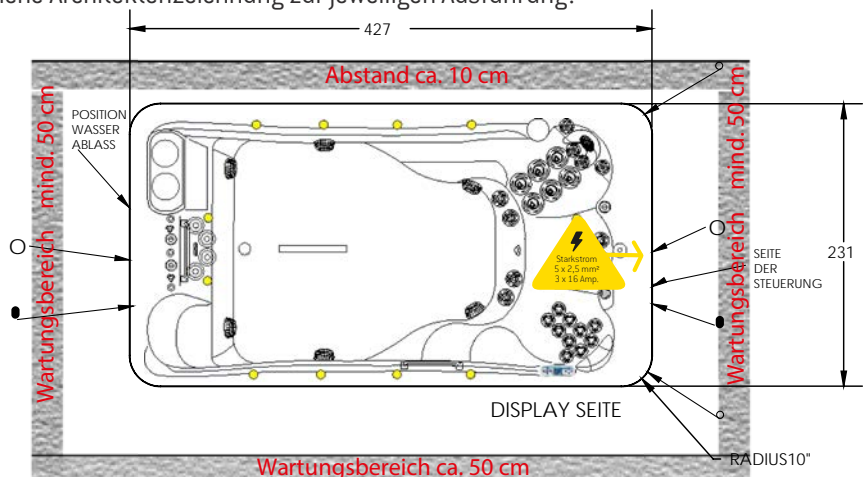 Architektenzeichnung zur jeweiligen Ausführung!
427
Abstand ca. 10 cm
POSITION
WASSER
ABLASS
Wartungsbereich mind. 50 cm
Wartungsbereich mind. 50 cm
Starkstrom
5 x 2,5 mm²
3 x 16 Amp.
SEITE
DER
STEUERUNG
231
DISPLAY SEITE
RADIUS10"
Wartungsbereich ca. 50 cm